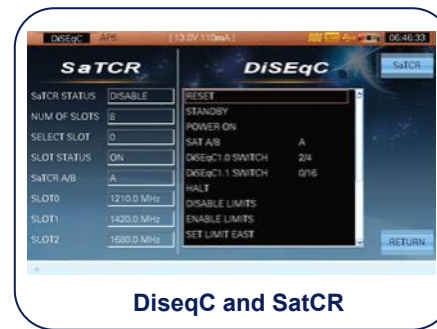 DiSEqC AP6 [ 13.0V 110mA ] 06:46:33
SaTCR DiSEqC SaTCR
SaTCR STATUS DISABLE
NUM OF SLOTS 8
SELECT SLOT 0
SLOT STATUS ON
SaTCR A/B A
SLOT0 1210.0 MHz
SLOT1 1420.0 MHz
SLOT2 1680.0 MHz
RESET
STANDBY
POWER ON
SAT A/B A
DiSEqC1.0 SWITCH 2/4
DiSEqC1.1 SWITCH 0/16
HALT
DISABLE LIMITS
ENABLE LIMITS
SET LIMIT EAST
RETURN
DiseqC and SatCR